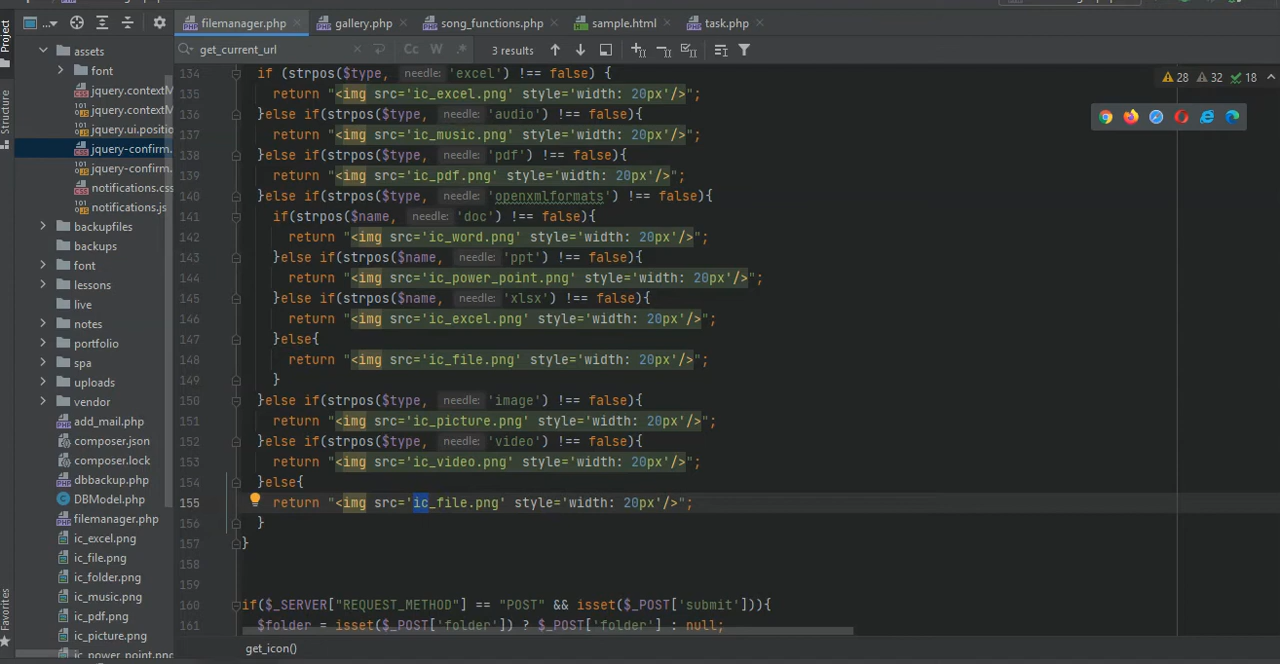 filemanager.php
gallery.php
song_functions.php
sample.html
task.php
get_current_url
Cc
W
.*
3 results
28
32
18
Project
Structure
Favorites
assets
font
jquery.contextM
jquery.contextM
jquery.ui.positio
jquery-confirm.
jquery-confirm.
notifications.css
notifications.js
backupfiles
backups
font
lessons
live
notes
portfolio
spa
uploads
vendor
add_mail.php
composer.json
composer.lock
dbbackup.php
DBModel.php
filemanager.php
ic_excel.png
ic_file.png
ic_folder.png
ic_music.png
ic_pdf.png
ic_picture.png
ic_power_point.png
134 if (strpos($type, needle: 'excel') !== false) {
135 return "<img src='ic_excel.png' style='width: 20px'/>";
136 }else if(strpos($type, needle: 'audio') !== false){
137 return "<img src='ic_music.png' style='width: 20px'/>";
138 }else if(strpos($type, needle: 'pdf') !== false){
139 return "<img src='ic_pdf.png' style='width: 20px'/>";
140 }else if(strpos($type, needle: 'openxmlformats') !== false){
141 if(strpos($name, needle: 'doc') !== false){
142 return "<img src='ic_word.png' style='width: 20px'/>";
143 }else if(strpos($name, needle: 'ppt') !== false){
144 return "<img src='ic_power_point.png' style='width: 20px'/>";
145 }else if(strpos($name, needle: 'xlsx') !== false){
146 return "<img src='ic_excel.png' style='width: 20px'/>";
147 }else{
148 return "<img src='ic_file.png' style='width: 20px'/>";
149 }
150 }else if(strpos($type, needle: 'image') !== false){
151 return "<img src='ic_picture.png' style='width: 20px'/>";
152 }else if(strpos($type, needle: 'video') !== false){
153 return "<img src='ic_video.png' style='width: 20px'/>";
154 }else{
155 return "<img src='ic_file.png' style='width: 20px'/>";
156 }
157 }
158
159
160 if($_SERVER["REQUEST_METHOD"] == "POST" && isset($_POST['submit'])){
161 $folder = isset($_POST['folder']) ? $_POST['folder'] : null;
get_icon()